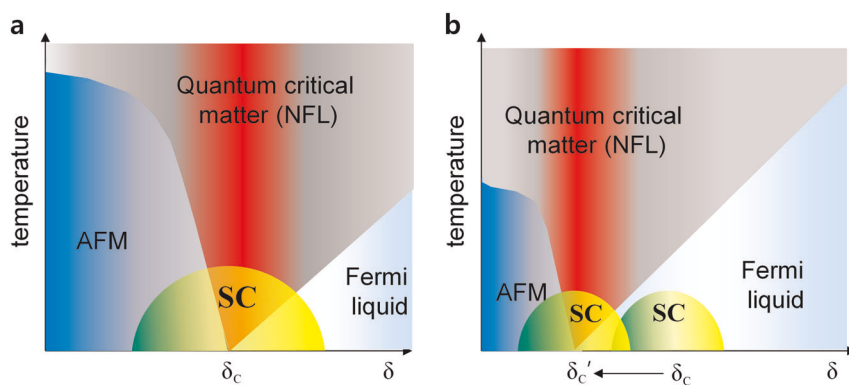 a
temperature
Quantum critical
matter (NFL)
AFM
SC
Fermi
liquid
δc
δ
b
temperature
Quantum critical
matter (NFL)
AFM
SC
SC
Fermi
liquid
δc′
δc
δ